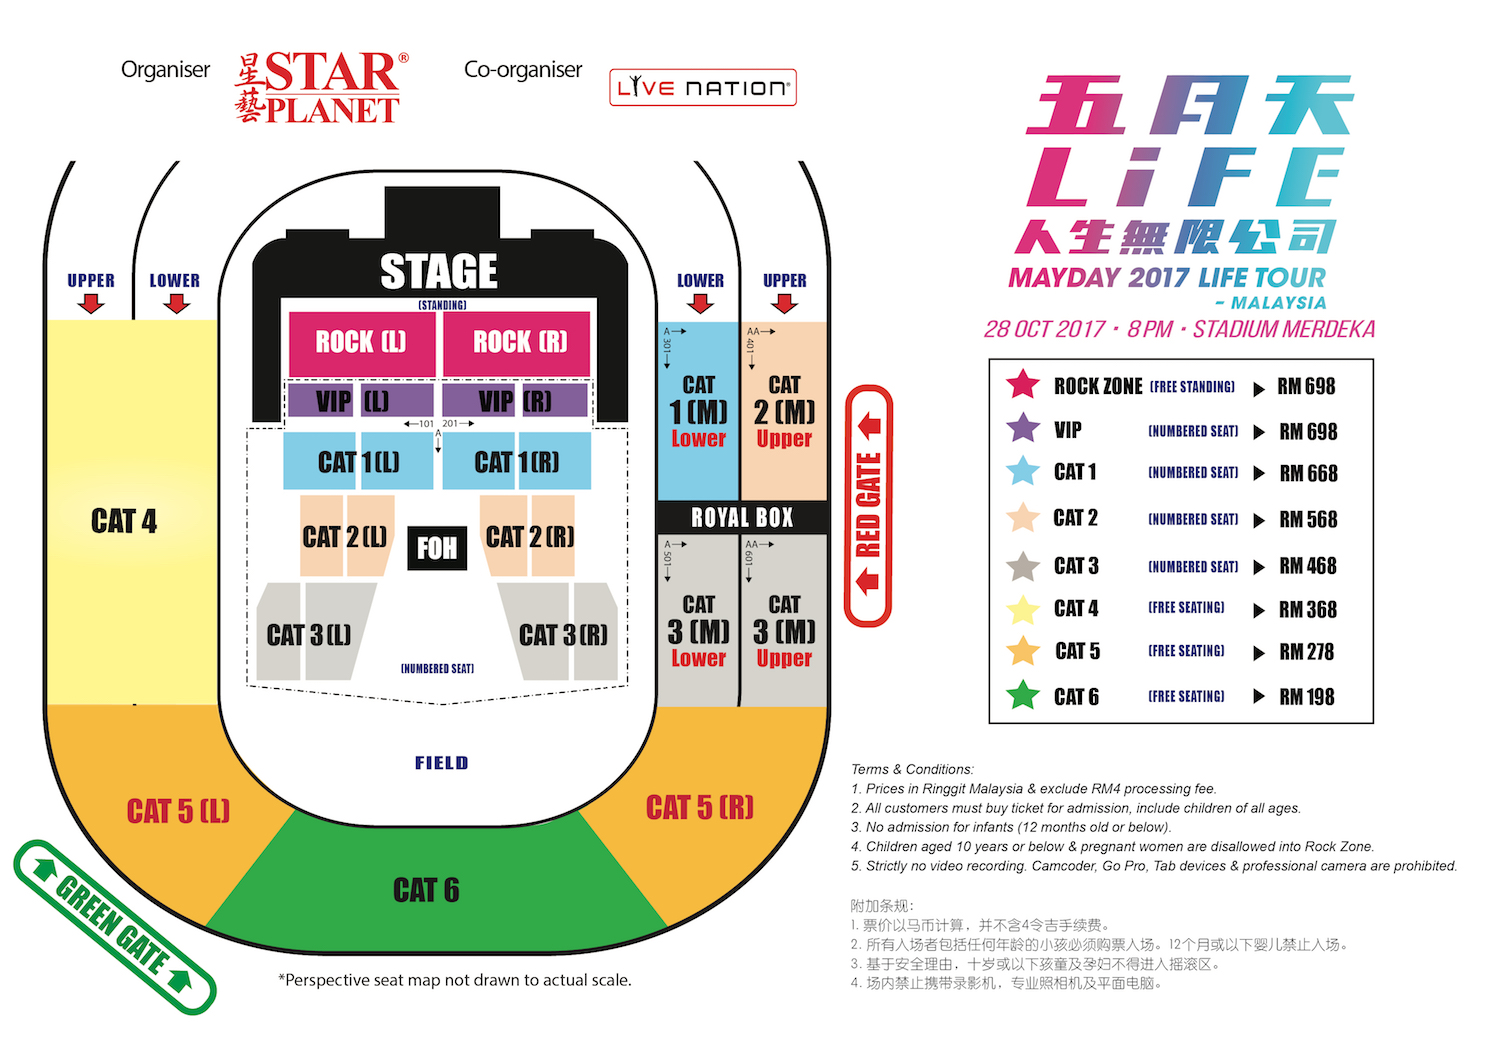 Organiser
星藝 STAR PLANET®
Co-organiser
LIVE NATION®
五月天
LiFE
人生無限公司
MAYDAY 2017 LIFE TOUR
- MALAYSIA
28 OCT 2017 · 8PM · STADIUM MERDEKA
UPPER
LOWER
LOWER
UPPER
STAGE
(STANDING)
ROCK (L)
ROCK (R)
VIP (L)
VIP (R)
101 201
A
CAT 1(L)
CAT 1(R)
CAT 2(L)
FOH
CAT 2(R)
CAT 3(L)
CAT 3(R)
(NUMBERED SEAT)
FIELD
A
301
CAT
1(M)
Lower
AA
401
CAT
2(M)
Upper
ROYAL BOX
A
501
CAT
3(M)
Lower
AA
601
CAT
3(M)
Upper
CAT 4
CAT 5(L)
CAT 5(R)
CAT 6
RED GATE
GREEN GATE
*Perspective seat map not drawn to actual scale.
ROCK ZONE (FREE STANDING) RM 698
VIP (NUMBERED SEAT) RM 698
CAT 1 (NUMBERED SEAT) RM 668
CAT 2 (NUMBERED SEAT) RM 568
CAT 3 (NUMBERED SEAT) RM 468
CAT 4 (FREE SEATING) RM 368
CAT 5 (FREE SEATING) RM 278
CAT 6 (FREE SEATING) RM 198
Terms & Conditions:
1. Prices in Ringgit Malaysia & exclude RM4 processing fee.
2. All customers must buy ticket for admission, include children of all ages.
3. No admission for infants (12 months old or below).
4. Children aged 10 years or below & pregnant women are disallowed into Rock Zone.
5. Strictly no video recording. Camcoder, Go Pro, Tab devices & professional camera are prohibited.
附加条规:
1. 票价以马币计算，并不含4令吉手续费。
2. 所有入场者包括任何年龄的小孩必须购票入场。12个月或以下婴儿禁止入场。
3. 基于安全理由，十岁或以下孩童及孕妇不得进入摇滚区。
4. 场内禁止携带录影机，专业照相机及平面电脑。